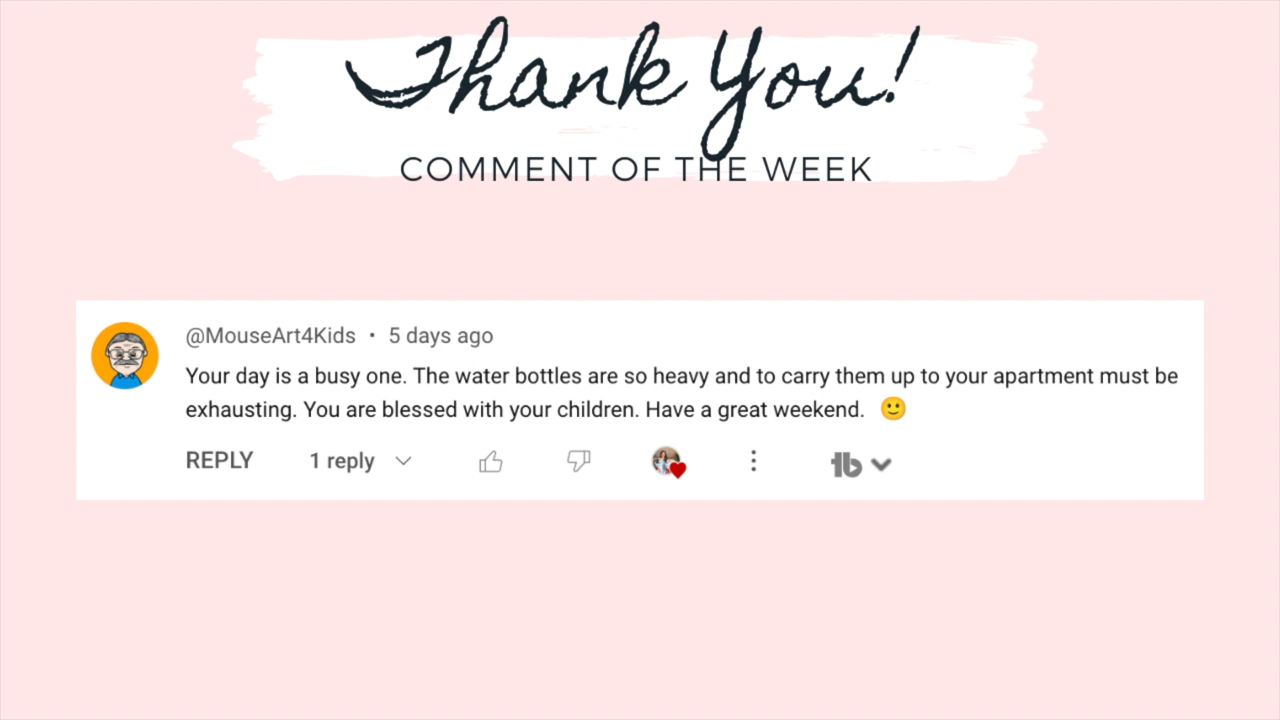 Thank You!
COMMENT OF THE WEEK
@MouseArt4Kids • 5 days ago
Your day is a busy one. The water bottles are so heavy and to carry them up to your apartment must be
exhausting. You are blessed with your children. Have a great weekend. 🙂
REPLY 1 reply